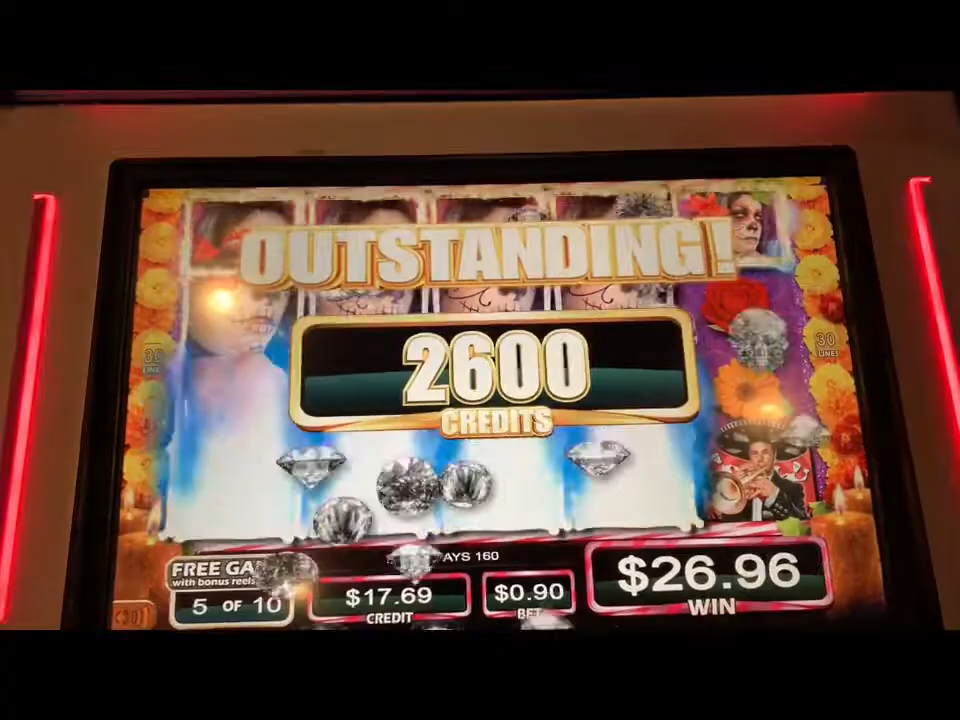 OUTSTANDING!
30
LINES
30
LINES
2600
CREDITS
AYS 160
FREE GA
with bonus reels
5 OF 10
$17.69
CREDIT
$0.90
BET
$26.96
WIN